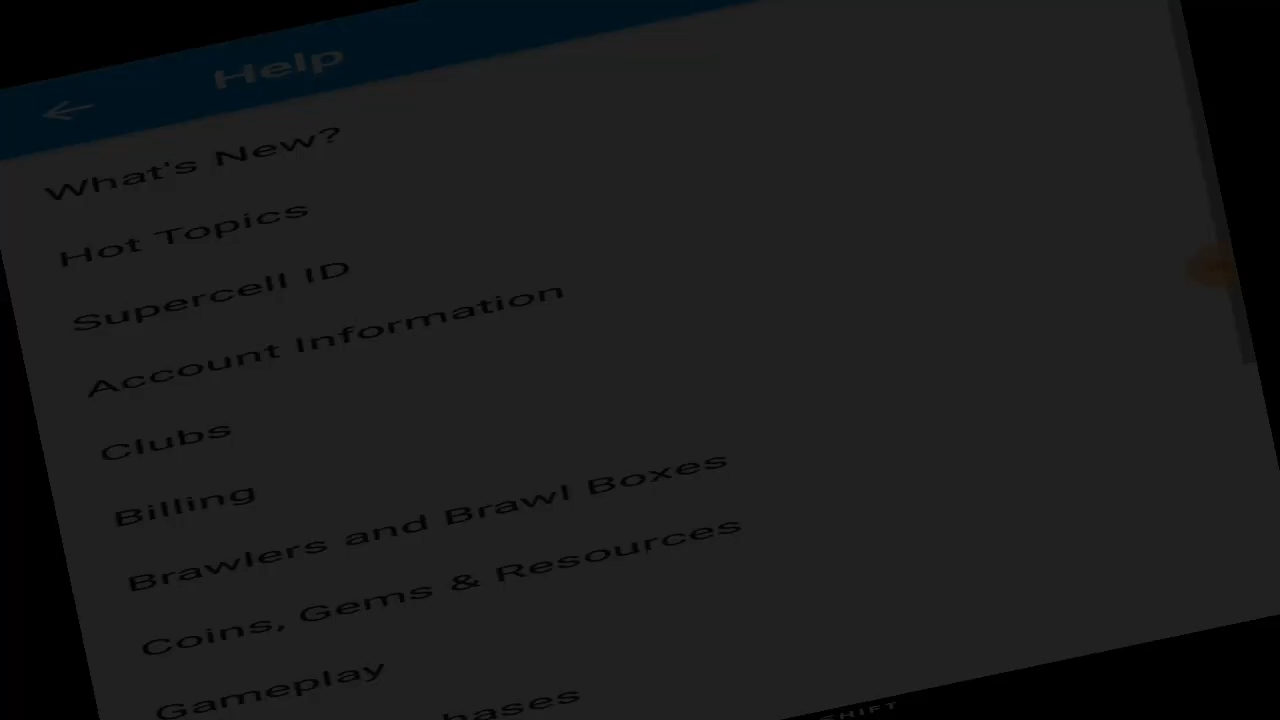 Help
What's New?
Hot Topics
Supercell ID
Account Information
Clubs
Billing
Brawlers and Brawl Boxes
Coins, Gems & Resources
Gameplay